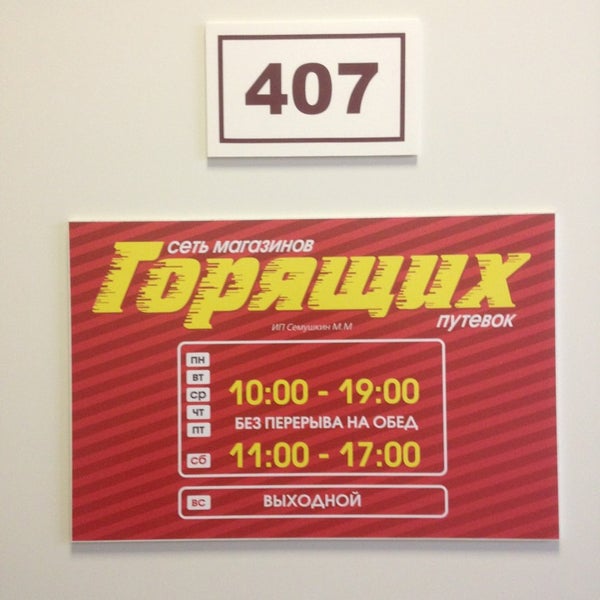 407
сеть магазинов
Горящих
путевок
ИП Семушкин М.М
пн
вт
ср
чт
пт
10:00 - 19:00
БЕЗ ПЕРЕРЫВА НА ОБЕД
сб 11:00 - 17:00
вс ВЫХОДНОЙ